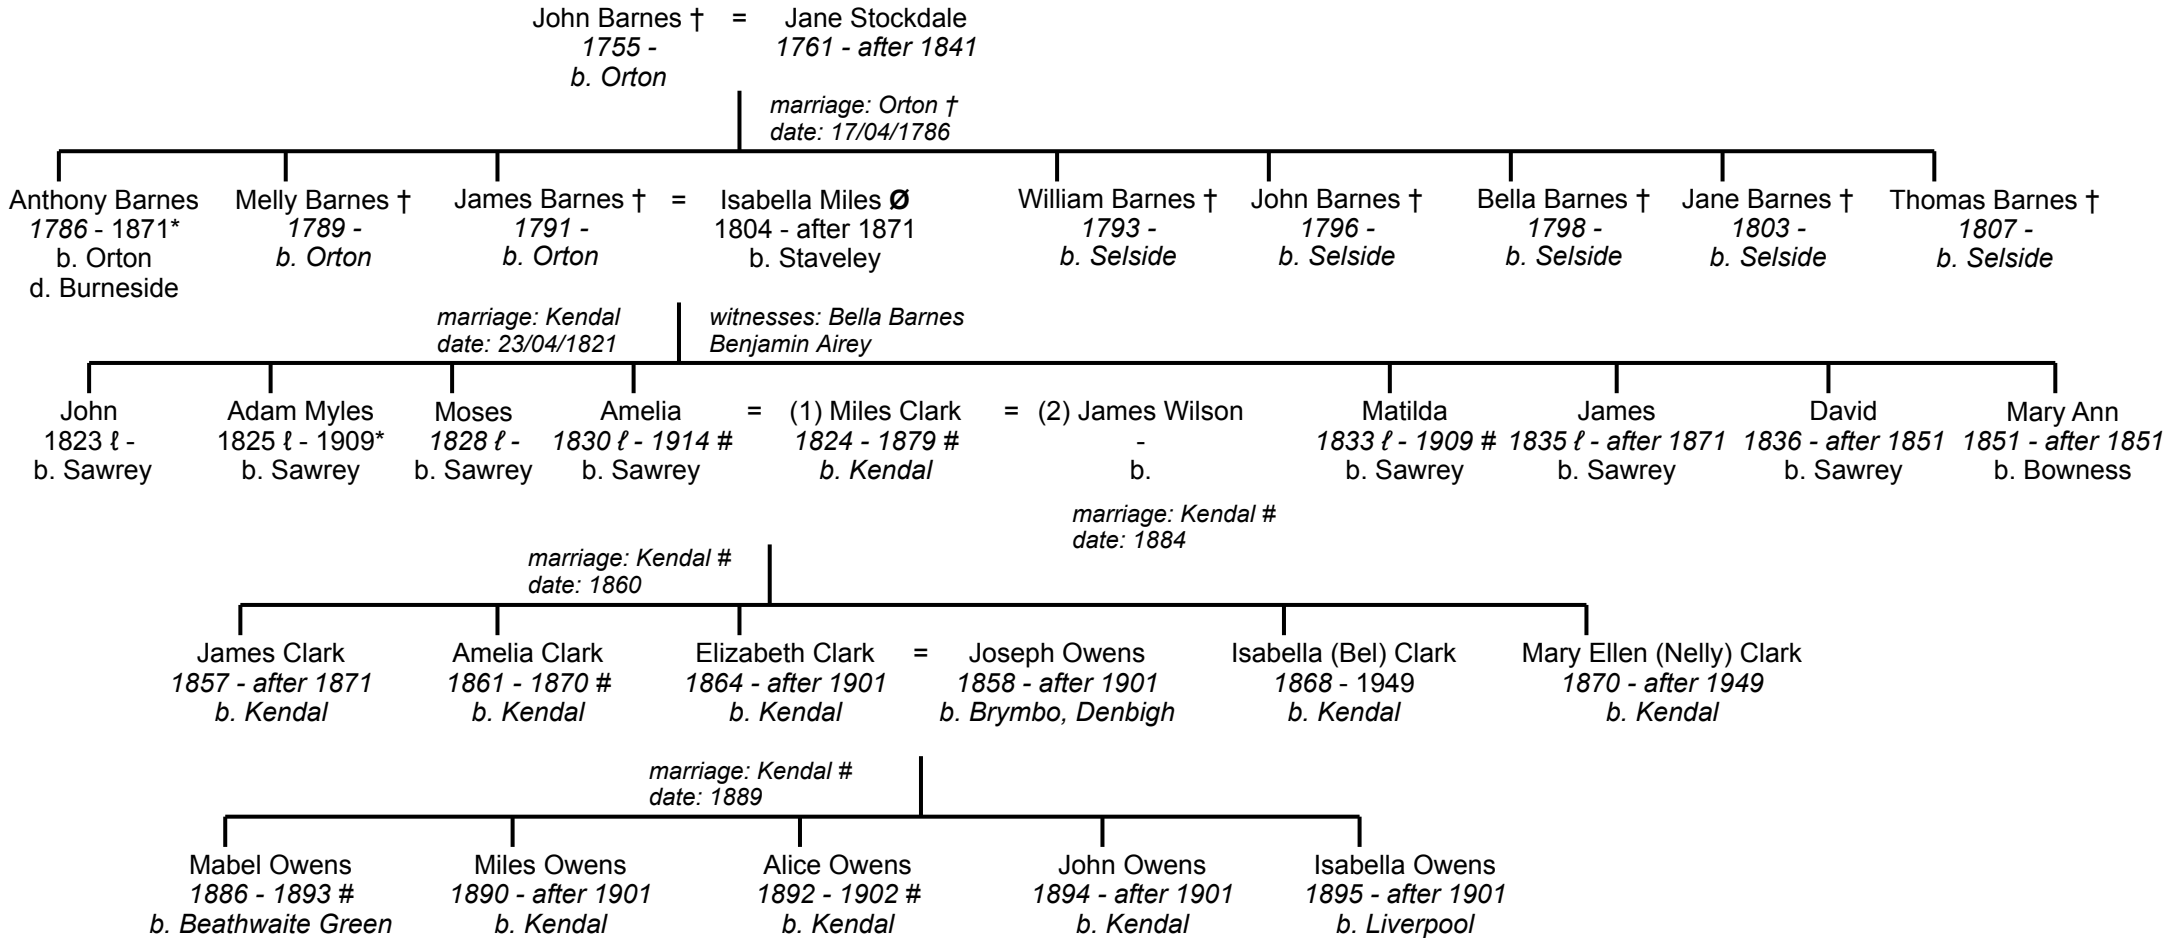 John Barnes † = Jane Stockdale
1755 - 1761 - after 1841
b. Orton
marriage: Orton †
date: 17/04/1786
Anthony Barnes Melly Barnes † James Barnes † = Isabella Miles Ø William Barnes † John Barnes † Bella Barnes † Jane Barnes † Thomas Barnes †
1786 - 1871* 1789 - 1791 - 1804 - after 1871 1793 - 1796 - 1798 - 1803 - 1807 -
b. Orton b. Orton b. Orton b. Staveley b. Selside b. Selside b. Selside b. Selside b. Selside
d. Burneside
marriage: Kendal witnesses: Bella Barnes
date: 23/04/1821 Benjamin Airey
John Adam Myles Moses Amelia = (1) Miles Clark = (2) James Wilson Matilda James David Mary Ann
1823 ℓ - 1825 ℓ - 1909* 1828 ℓ - 1830 ℓ - 1914 # 1824 - 1879 # - 1833 ℓ - 1909 # 1835 ℓ - after 1871 1836 - after 1851 1851 - after 1851
b. Sawrey b. Sawrey b. Sawrey b. Sawrey b. Kendal b. b. Sawrey b. Sawrey b. Sawrey b. Bowness
marriage: Kendal #
date: 1884
marriage: Kendal #
date: 1860
James Clark Amelia Clark Elizabeth Clark = Joseph Owens Isabella (Bel) Clark Mary Ellen (Nelly) Clark
1857 - after 1871 1861 - 1870 # 1864 - after 1901 1858 - after 1901 1868 - 1949 1870 - after 1949
b. Kendal b. Kendal b. Kendal b. Brymbo, Denbigh b. Kendal b. Kendal
marriage: Kendal #
date: 1889
Mabel Owens Miles Owens Alice Owens John Owens Isabella Owens
1886 - 1893 # 1890 - after 1901 1892 - 1902 # 1894 - after 1901 1895 - after 1901
b. Beathwaite Green b. Kendal b. Kendal b. Kendal b. Liverpool